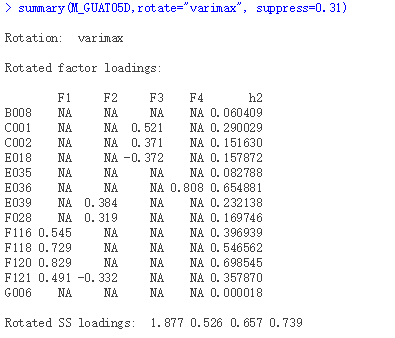 > summary(M_GUAT05D,rotate="varimax", suppress=0.31)
Rotation:  varimax
Rotated factor loadings:
F1 F2 F3 F4 h2
B008 NA NA NA NA 0.060409
C001 NA NA 0.521 NA 0.290029
C002 NA NA 0.371 NA 0.151630
E018 NA NA -0.372 NA 0.157872
E035 NA NA NA NA 0.082788
E036 NA NA NA 0.808 0.654881
E039 NA 0.384 NA NA 0.232138
F028 NA 0.319 NA NA 0.169746
F116 0.545 NA NA NA 0.396939
F118 0.729 NA NA NA 0.546562
F120 0.829 NA NA NA 0.698545
F121 0.491 -0.332 NA NA 0.357870
G006 NA NA NA NA 0.000018
Rotated SS loadings:  1.877 0.526 0.657 0.739